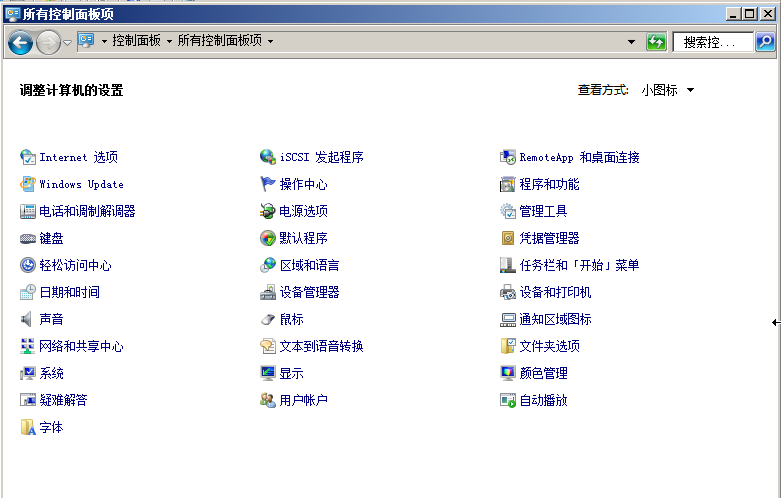 所有控制面板项
控制面板 所有控制面板项 搜索控...
调整计算机的设置 查看方式: 小图标
Internet 选项 iSCSI 发起程序 RemoteApp 和桌面连接
Windows Update 操作中心 程序和功能
电话和调制解调器 电源选项 管理工具
键盘 默认程序 凭据管理器
轻松访问中心 区域和语言 任务栏和「开始」菜单
日期和时间 设备管理器 设备和打印机
声音 鼠标 通知区域图标
网络和共享中心 文本到语音转换 文件夹选项
系统 显示 颜色管理
疑难解答 用户帐户 自动播放
字体